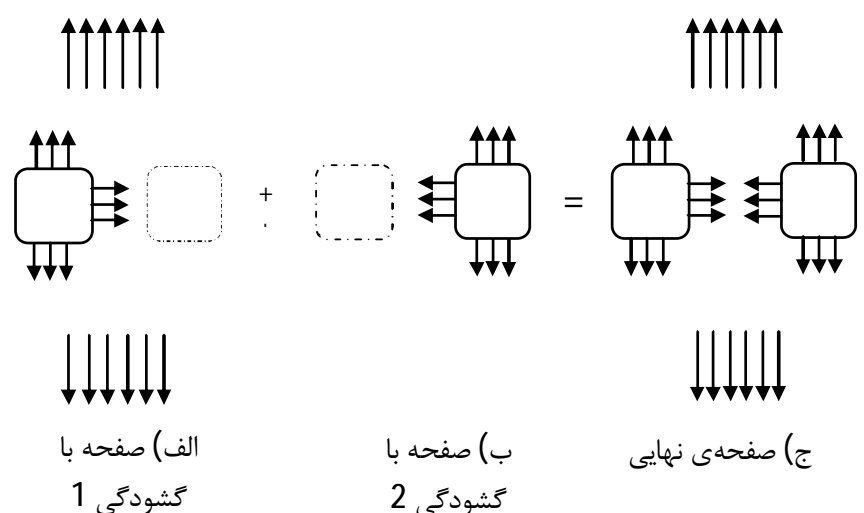 +
=
الف) صفحه با
گشودگی 1
ب) صفحه با
گشودگی 2
ج) صفحه‌ی نهایی